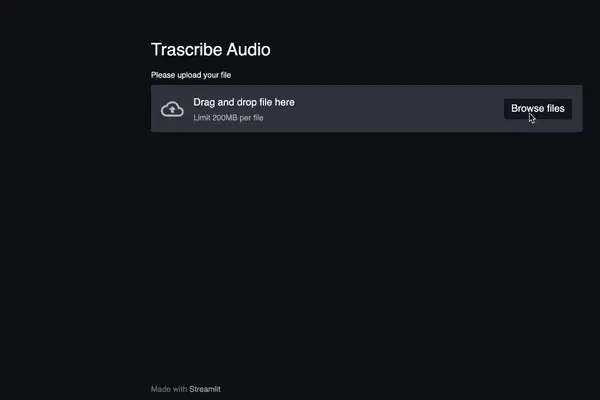 Trascribe Audio
Please upload your file
Drag and drop file here
Limit 200MB per file
Browse files
Made with Streamlit